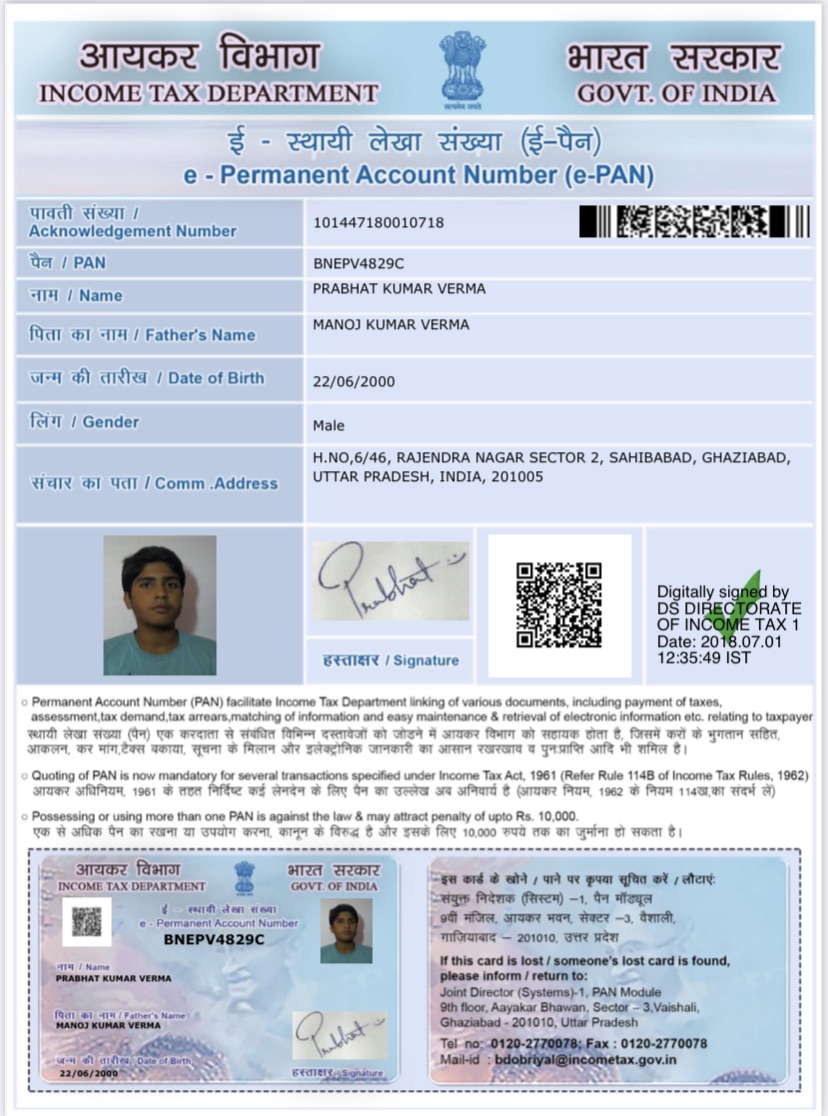 आयकर विभाग
INCOME TAX DEPARTMENT
सत्यमेव जयते
भारत सरकार
GOVT. OF INDIA
ई - स्थायी लेखा संख्या (ई-पैन)
e - Permanent Account Number (e-PAN)
पावती संख्या /
Acknowledgement Number
101447180010718
पैन / PAN
BNEPV4829C
नाम / Name
PRABHAT KUMAR VERMA
पिता का नाम / Father's Name
MANOJ KUMAR VERMA
जन्म की तारीख / Date of Birth
22/06/2000
लिंग / Gender
Male
संचार का पता / Comm .Address
H.NO,6/46, RAJENDRA NAGAR SECTOR 2, SAHIBABAD, GHAZIABAD,
UTTAR PRADESH, INDIA, 201005
Prabhat
हस्ताक्षर / Signature
Digitally signed by
DS DIRECTORATE
OF INCOME TAX 1
Date: 2018.07.01
12:35:49 IST
○ Permanent Account Number (PAN) facilitate Income Tax Department linking of various documents, including payment of taxes,
assessment,tax demand,tax arrears,matching of information and easy maintenance & retrieval of electronic information etc. relating to taxpayer
स्थायी लेखा संख्या (पैन) एक करदाता से संबंधित विभिन्न दस्तावेजों को जोडने में आयकर विभाग को सहायक होता है, जिसमें करों के भुगतान सहित,
आकलन, कर मांग,टैक्स बकाया, सूचना के मिलान और इलेक्ट्रोनिक जानकारी का आसान रखरखाव व पुनःप्राप्ति आदि भी शमिल है।
○ Quoting of PAN is now mandatory for several transactions specified under Income Tax Act, 1961 (Refer Rule 114B of Income Tax Rules, 1962)
आयकर अधिनियम, 1961 के तहत निर्दिष्ट कई लेनदेन के लिए पैन का उल्लेख अब अनिवार्य है (आयकर नियम, 1962 के नियम 114ख,का संदर्भ लें)
○ Possessing or using more than one PAN is against the law & may attract penalty of upto Rs. 10,000.
एक से अधिक पैन का रखना या उपयोग करना, कानून के विरुद्ध है और इसके लिए 10,000 रुपये तक का जुर्माना हो सकता है।
आयकर विभाग
INCOME TAX DEPARTMENT
भारत सरकार
GOVT. OF INDIA
ई - स्थायी लेखा संख्या
e - Permanent Account Number
BNEPV4829C
नाम / Name
PRABHAT KUMAR VERMA
पिता का नाम / Father's Name
MANOJ KUMAR VERMA
जन्म की तारीख / Date of Birth
22/06/2000
Prabhat
हस्ताक्षर / Signature
इस कार्ड के खोने / पाने पर कृपया सूचित करें / लौटाएं:
संयुक्त निदेशक (सिस्टम) -1, पैन मॉड्यूल
9वीं मंजिल, आयकर भवन, सेक्टर -3, वैशाली,
गाजियाबाद - 201010, उत्तर प्रदेश
If this card is lost / someone's lost card is found,
please inform / return to:
Joint Director (Systems)-1, PAN Module
9th floor, Aayakar Bhawan, Sector - 3,Vaishali,
Ghaziabad - 201010, Uttar Pradesh
Tel no: 0120-2770078; Fax : 0120-2770078
Mail-id : bdobriyal@incometax.gov.in